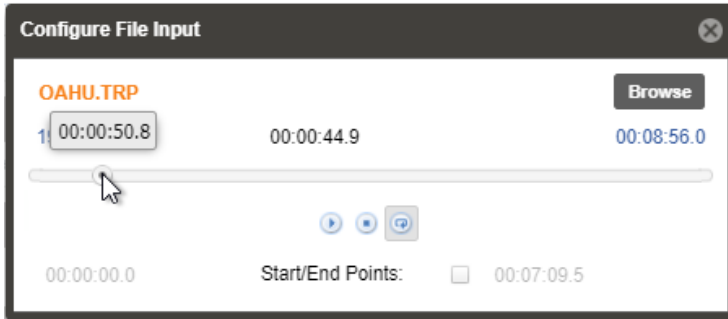 Configure File Input
OAHU.TRP
Browse
00:00:50.8
00:00:44.9
00:08:56.0
00:00:00.0
Start/End Points:
00:07:09.5